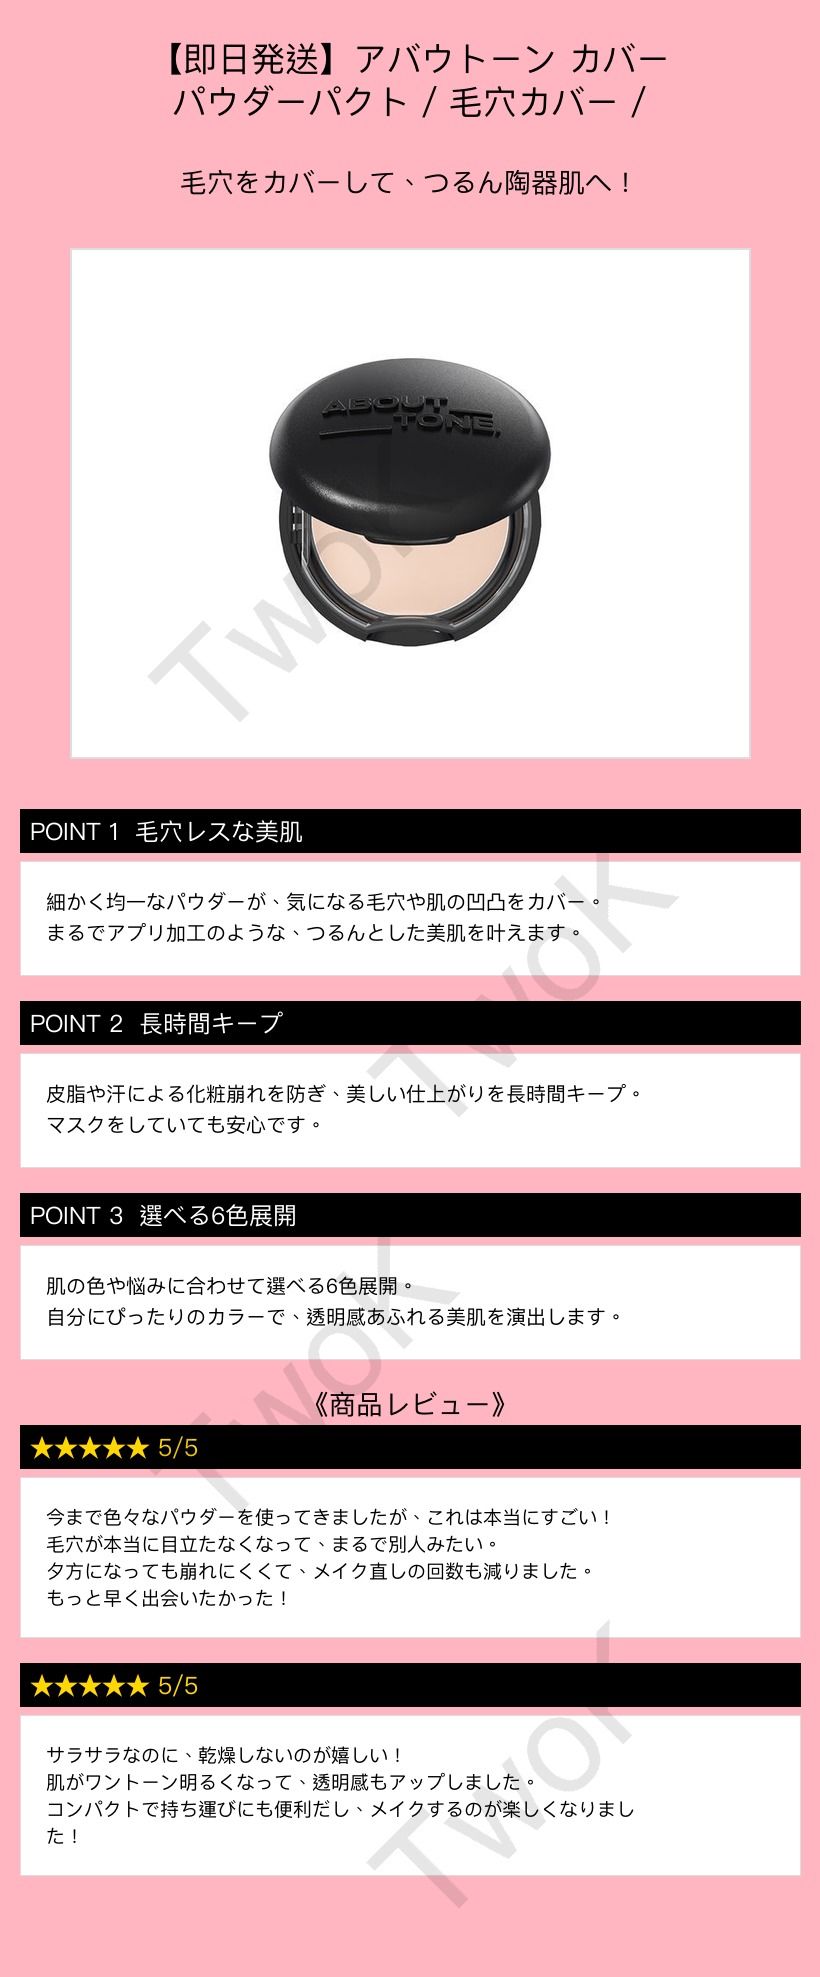 【即日発送】アバウトーン カバー
パウダーパクト / 毛穴カバー /
毛穴をカバーして、つるん陶器肌へ！
ABOUT
TONE,
TwoK
POINT 1 毛穴レスな美肌
細かく均一なパウダーが、気になる毛穴や肌の凹凸をカバー。
まるでアプリ加工のような、つるんとした美肌を叶えます。
TwoK
POINT 2 長時間キープ
皮脂や汗による化粧崩れを防ぎ、美しい仕上がりを長時間キープ。
マスクをしていても安心です。
POINT 3 選べる6色展開
肌の色や悩みに合わせて選べる6色展開。
自分にぴったりのカラーで、透明感あふれる美肌を演出します。
TwoK
《商品レビュー》
★★★★★ 5/5
今まで色々なパウダーを使ってきましたが、これは本当にすごい！
毛穴が本当に目立たなくなって、まるで別人みたい。
夕方になっても崩れにくくて、メイク直しの回数も減りました。
もっと早く出会いたかった！
★★★★★ 5/5
サラサラなのに、乾燥しないのが嬉しい！
肌がワントーン明るくなって、透明感もアップしました。
コンパクトで持ち運びにも便利だし、メイクするのが楽しくなりまし
た！
TwoK